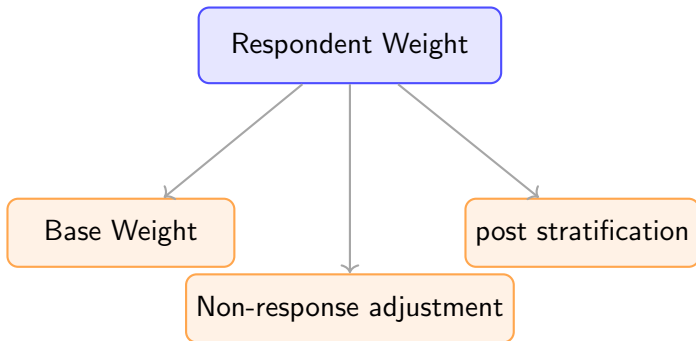 Respondent Weight
Base Weight
post stratification
Non-response adjustment